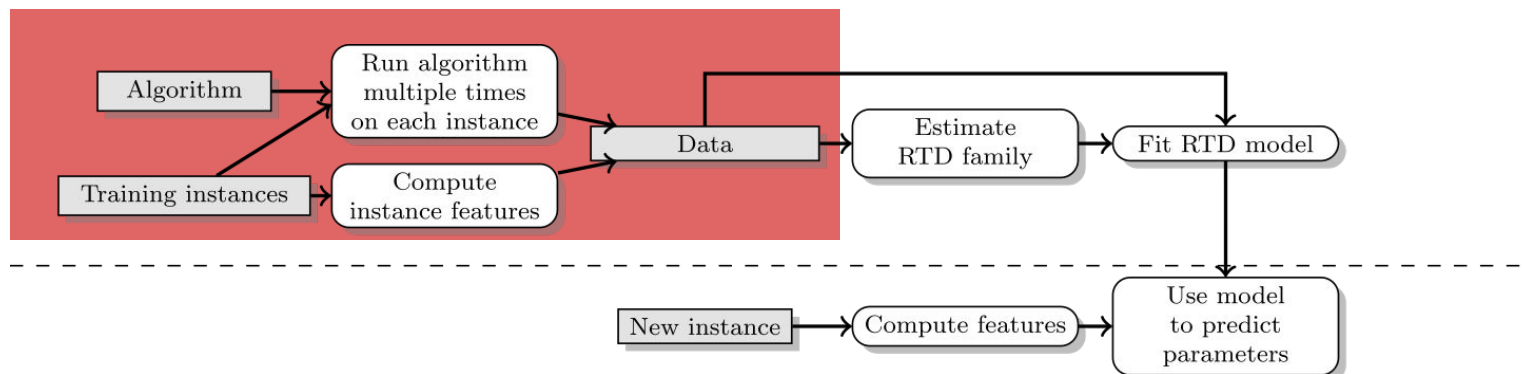 Algorithm
Run algorithm
multiple times
on each instance
Training instances
Compute
instance features
Data
Estimate
RTD family
Fit RTD model
New instance
Compute features
Use model
to predict
parameters